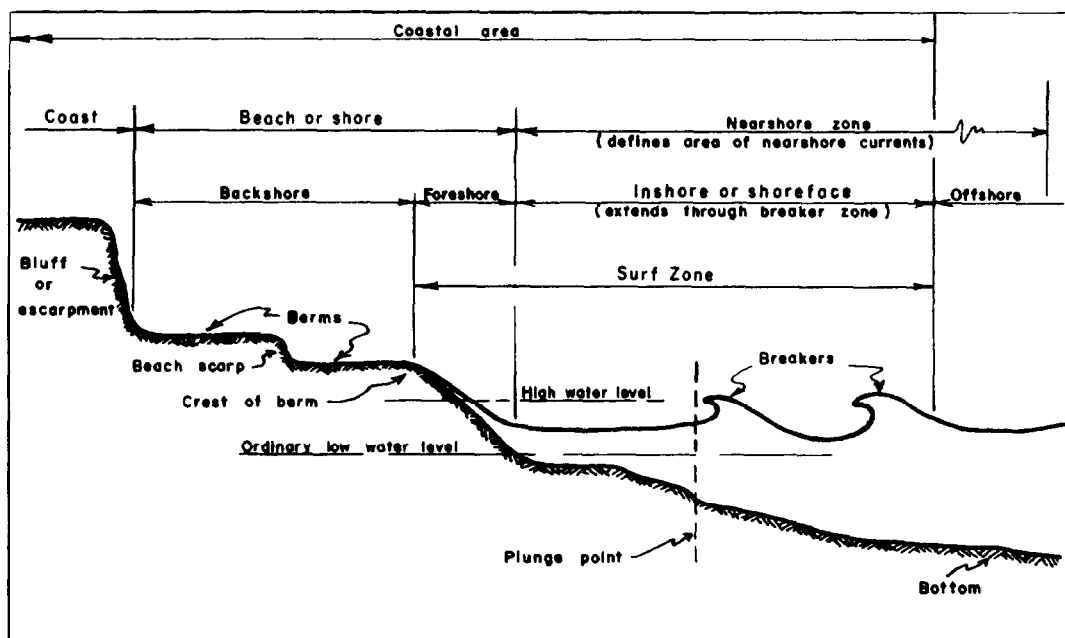 Coastal area
Coast
Beach or shore
Nearshore zone
(defines area of nearshore currents)
Backshore
Foreshore
Inshore or shoreface
(extends through breaker zone)
Offshore
Surf Zone
Bluff
or
escarpment
Berms
Beach scarp
Crest of berm
High water level
Breakers
Ordinary low water level
Plunge point
Bottom